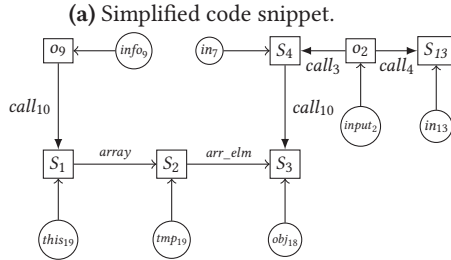 (a) Simplified code snippet.
o9 info9 in7 S4 o2 S13
call3 call4
call10 call10 input2 in13
array arr_elm
S1 S2 S3
this19 tmp19 obj18